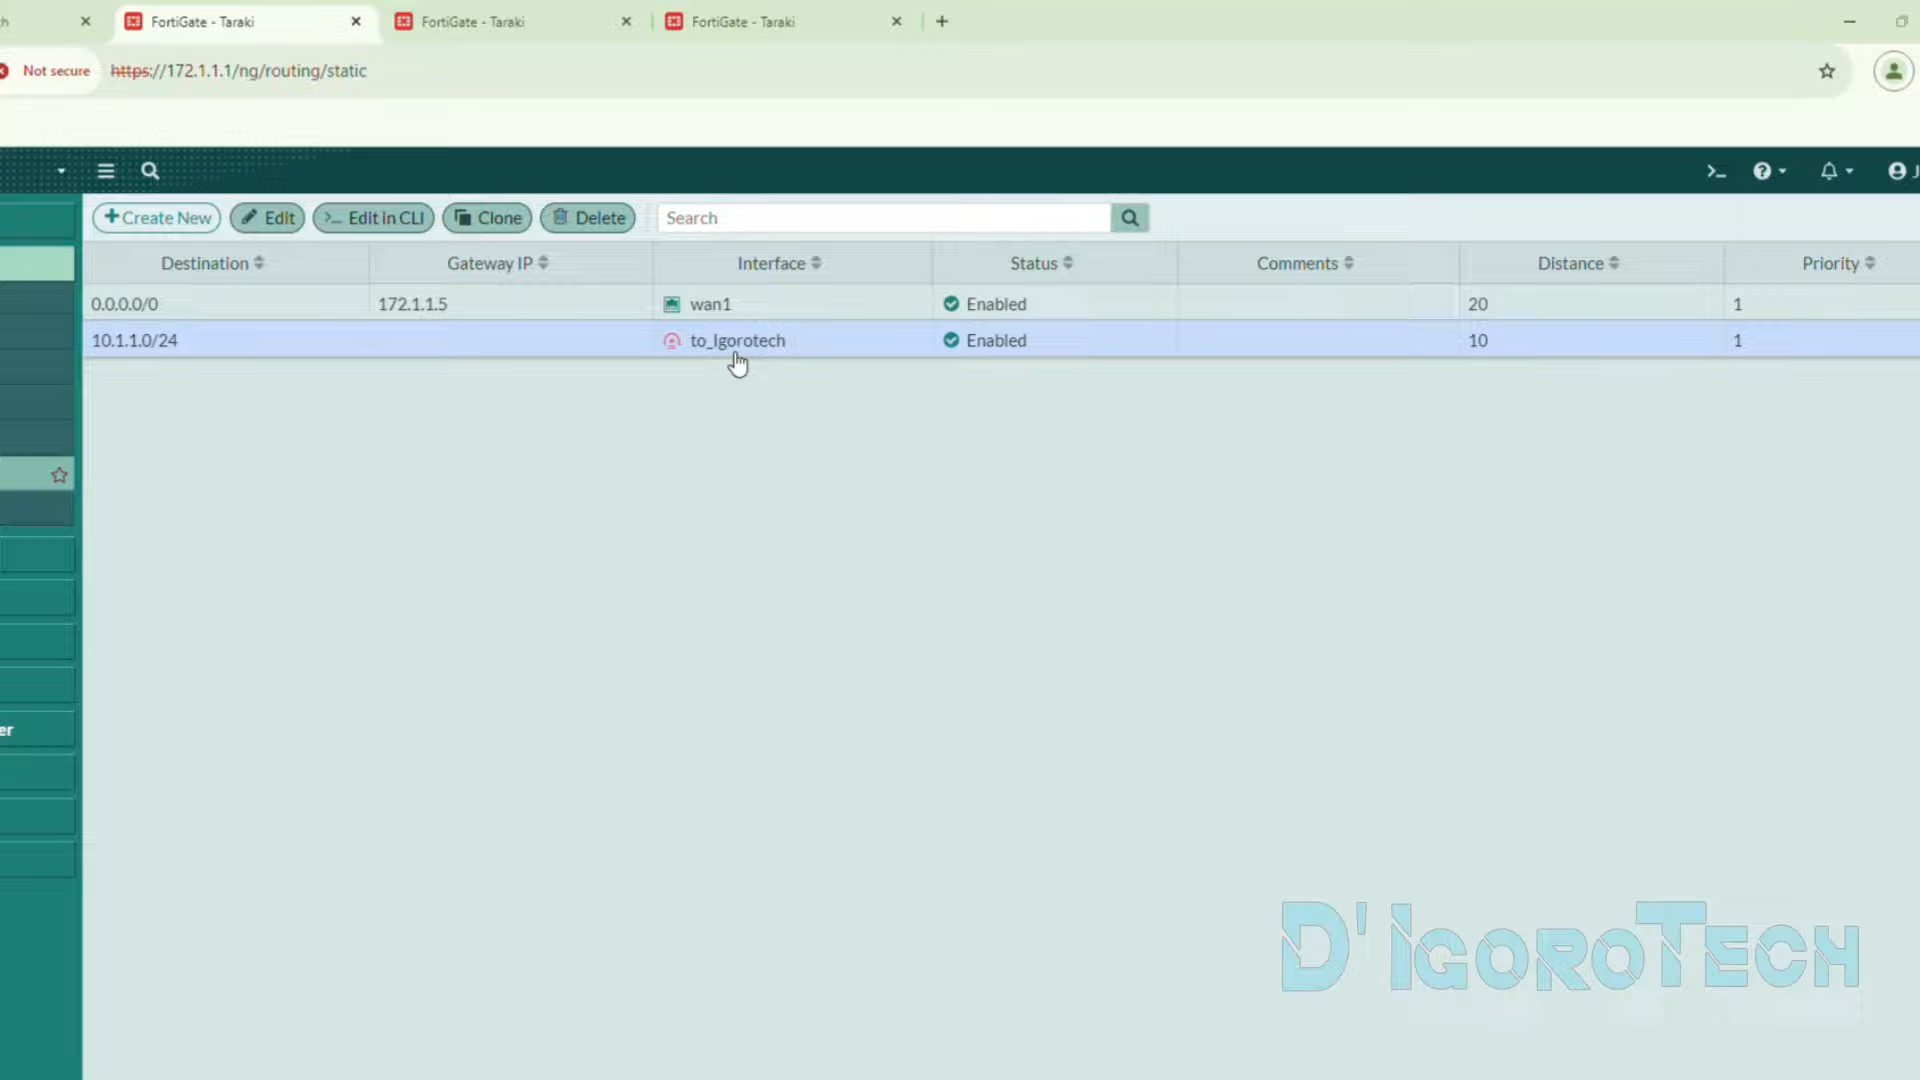 FortiGate - Taraki
FortiGate - Taraki
FortiGate - Taraki
Not secure
https://172.1.1.1/ng/routing/static
Create New
Edit
Edit in CLI
Clone
Delete
Search
Destination Gateway IP Interface Status Comments Distance Priority
0.0.0.0/0 172.1.1.5 wan1 Enabled 20 1
10.1.1.0/24 to_Igorotech Enabled 10 1
er
D'IGOROTECH